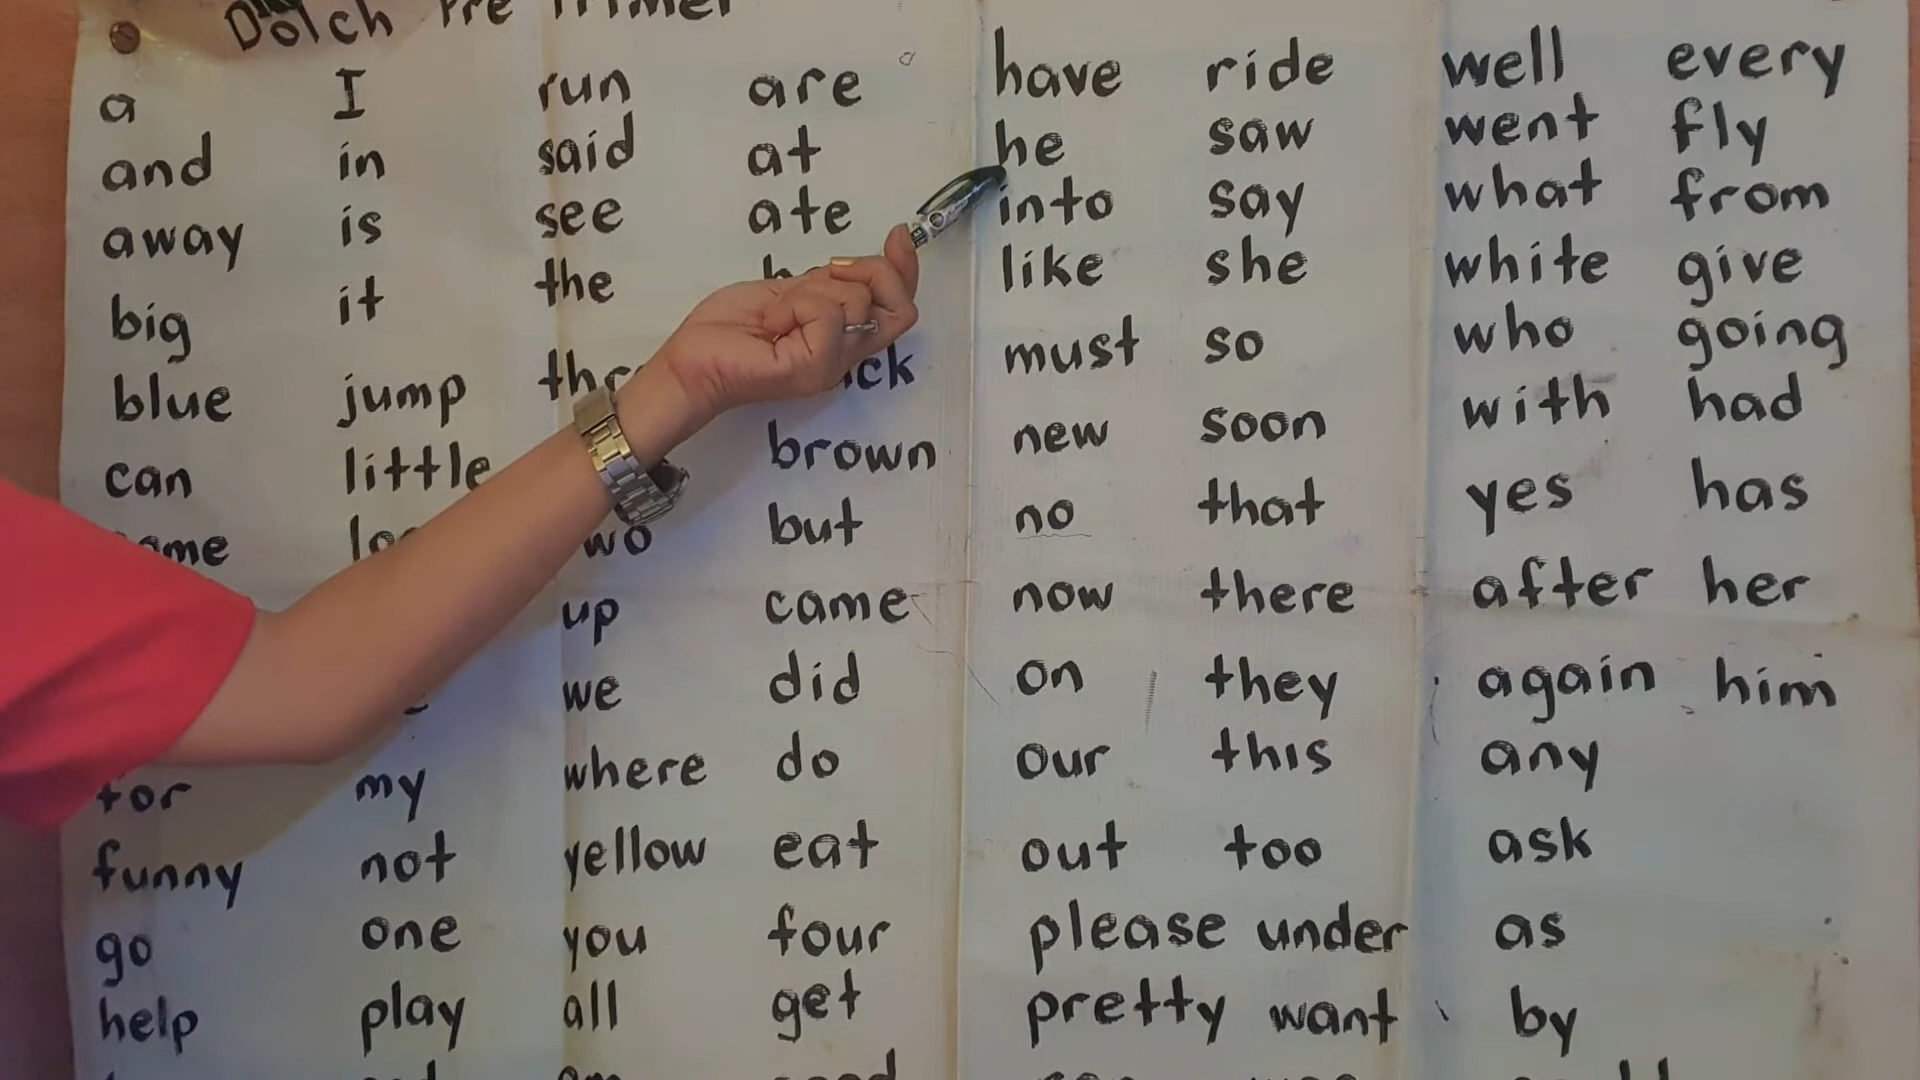 Dolch Pre Primer
a I run are have ride well every
and in said at he saw went fly
away is see ate into say what from
big it the like she white give
blue jump must so who going
can little brown new soon with had
but no that yes has
up came now there after her
we did on they again him
for my where do our this any
funny not yellow eat out too ask
go one you four please under as
help play all get pretty want by